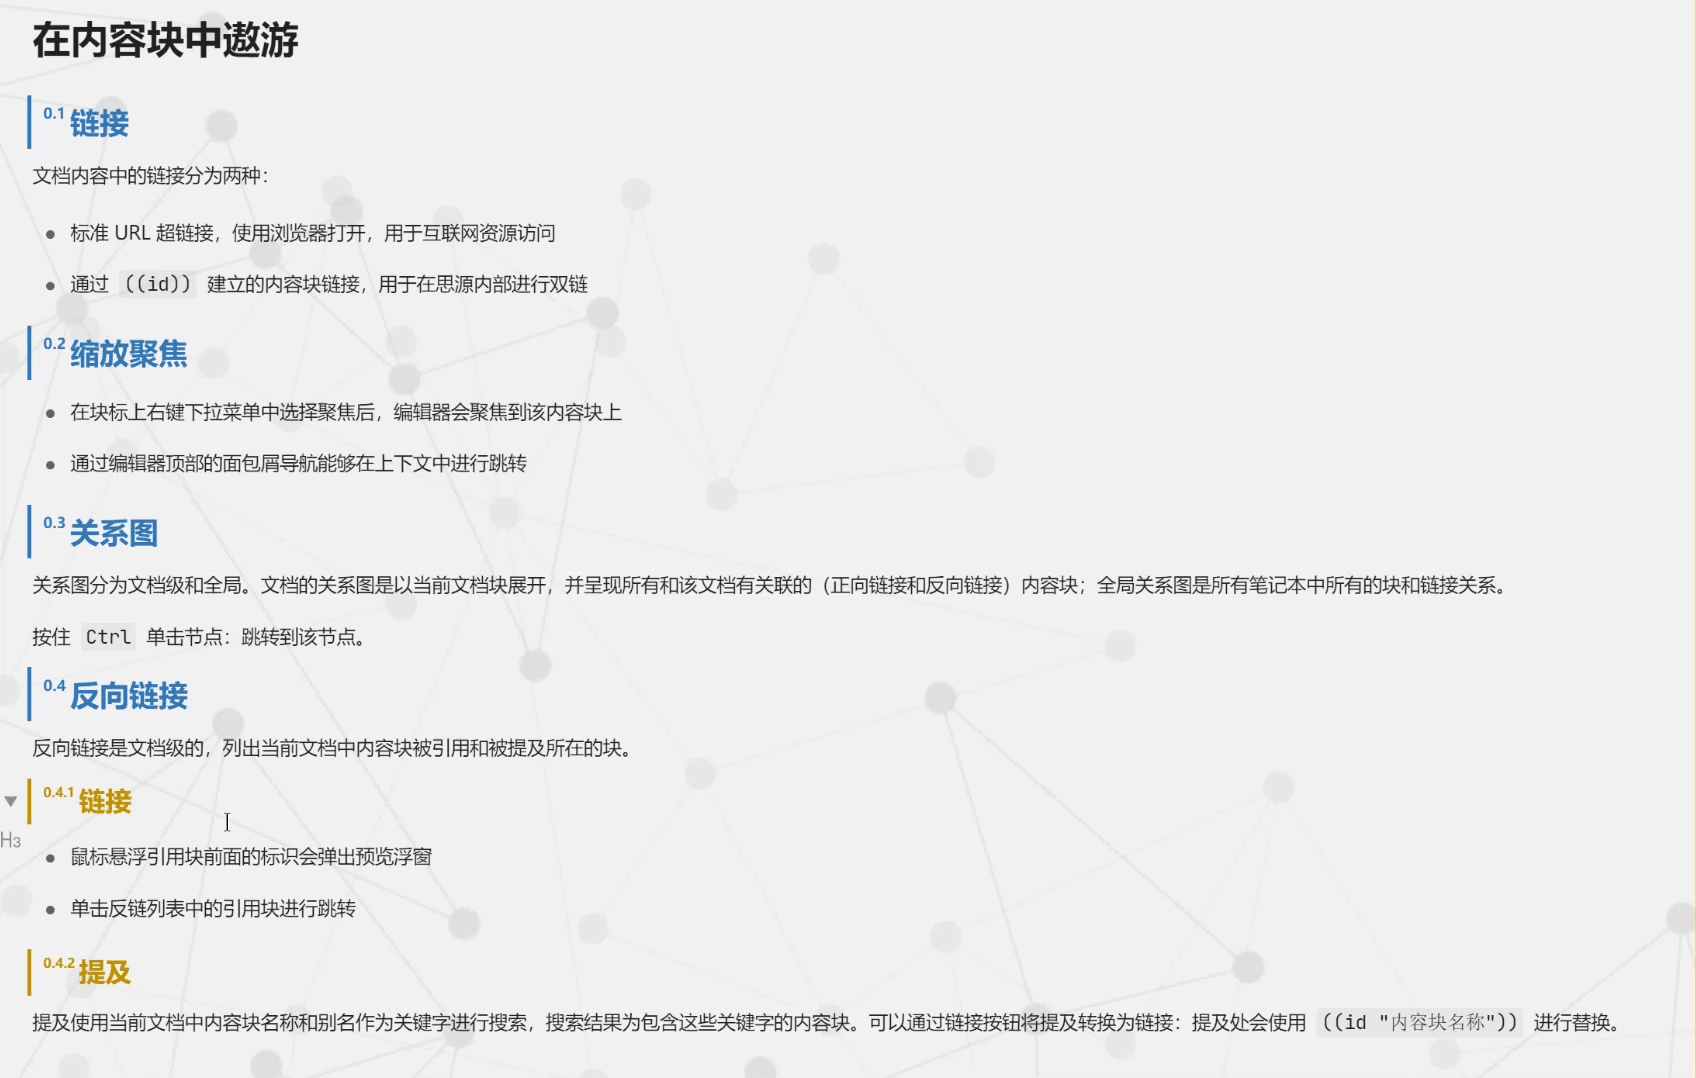 在内容块中遨游
0.1 链接
文档内容中的链接分为两种：
标准 URL 超链接，使用浏览器打开，用于互联网资源访问
通过 ((id)) 建立的内容块链接，用于在思源内部进行双链
0.2 缩放聚焦
在块标上右键下拉菜单中选择聚焦后，编辑器会聚焦到该内容块上
通过编辑器顶部的面包屑导航能够在上下文中进行跳转
0.3 关系图
关系图分为文档级和全局。文档的关系图是以当前文档块展开，并呈现所有和该文档有关联的（正向链接和反向链接）内容块；全局关系图是所有笔记本中所有的块和链接关系。
按住 Ctrl 单击节点：跳转到该节点。
0.4 反向链接
反向链接是文档级的，列出当前文档中内容块被引用和被提及所在的块。
0.4.1 链接
H3
鼠标悬浮引用块前面的标识会弹出预览浮窗
单击反链列表中的引用块进行跳转
0.4.2 提及
提及使用当前文档中内容块名称和别名作为关键字进行搜索，搜索结果为包含这些关键字的内容块。可以通过链接按钮将提及转换为链接：提及处会使用 ((id "内容块名称")) 进行替换。